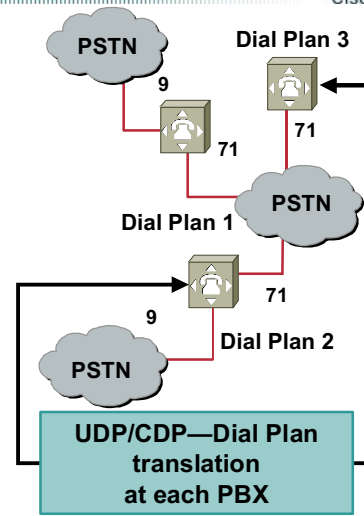 PSTN
Dial Plan 3
9
71
71
PSTN
Dial Plan 1
71
9
Dial Plan 2
PSTN
UDP/CDP—Dial Plan
translation
at each PBX